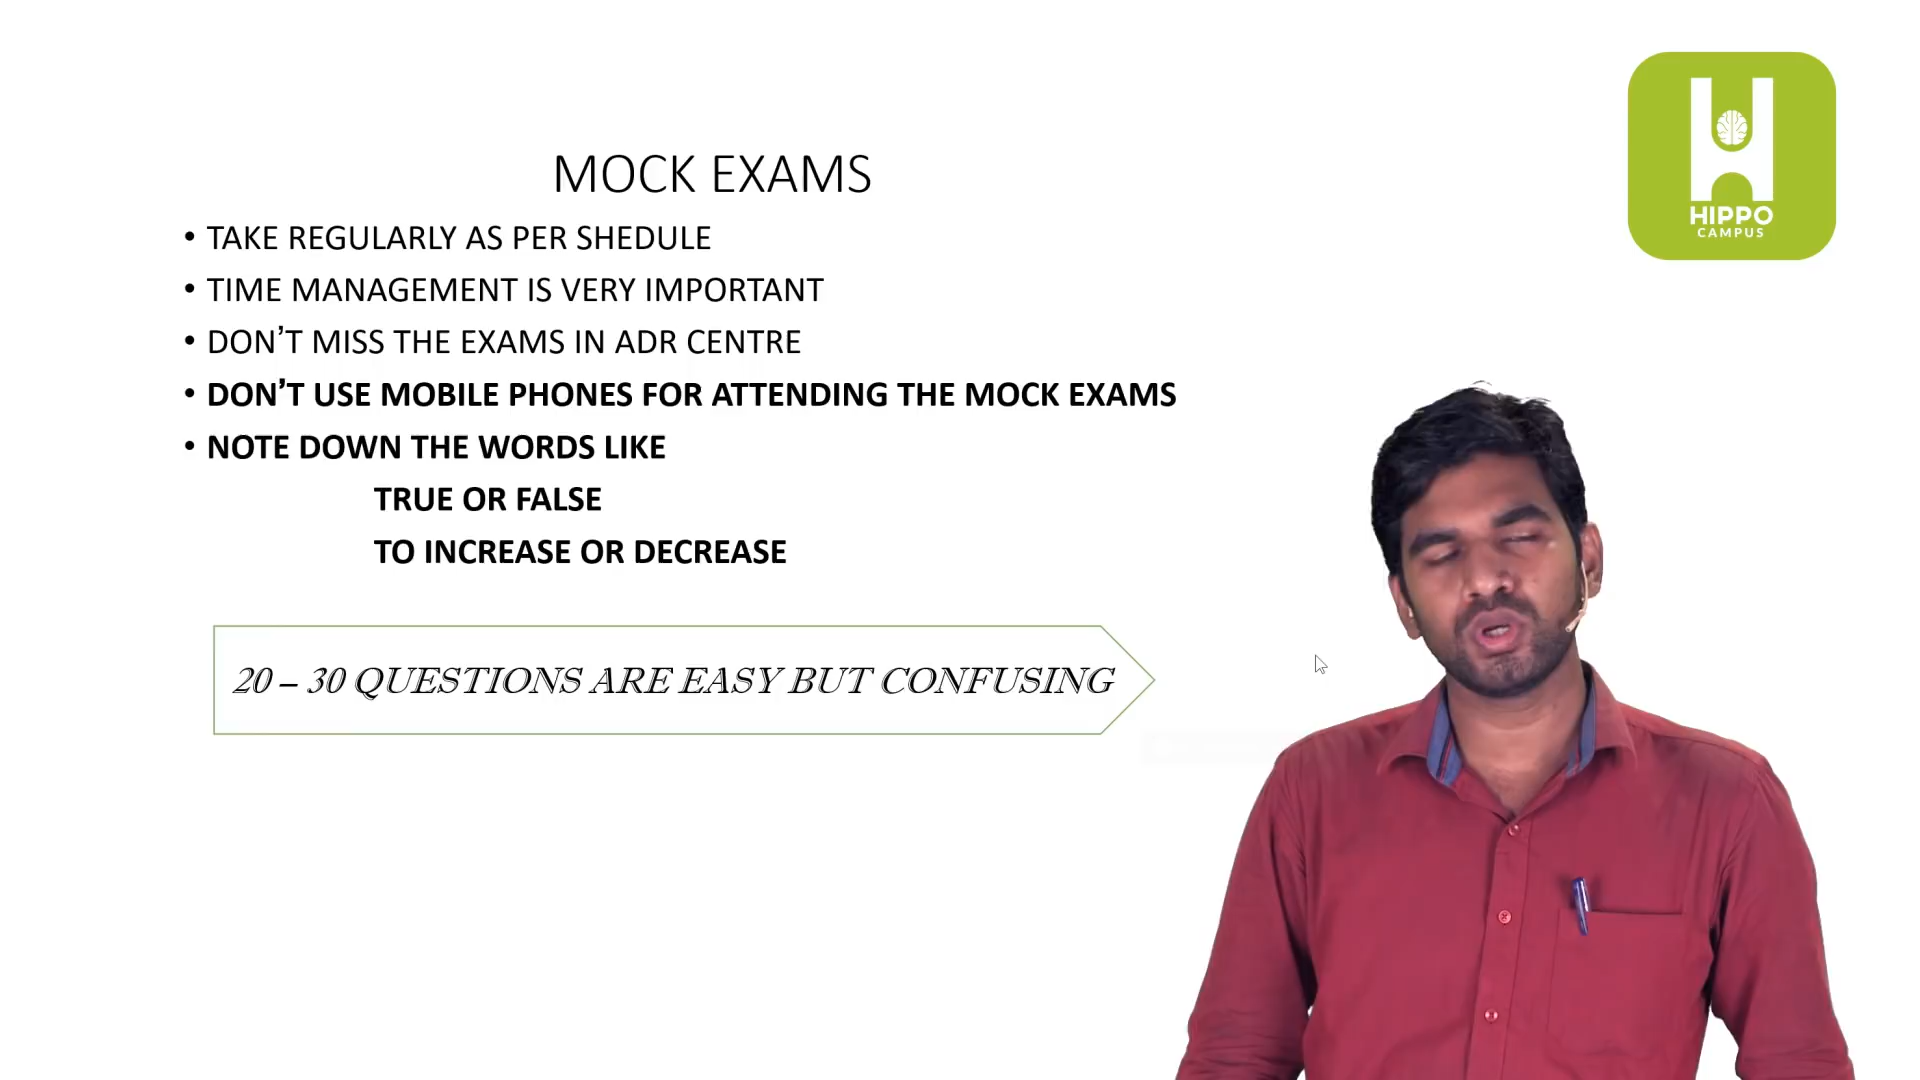 HIPPO
CAMPUS
MOCK EXAMS
• TAKE REGULARLY AS PER SHEDULE
• TIME MANAGEMENT IS VERY IMPORTANT
• DON’T MISS THE EXAMS IN ADR CENTRE
• DON’T USE MOBILE PHONES FOR ATTENDING THE MOCK EXAMS
• NOTE DOWN THE WORDS LIKE
TRUE OR FALSE
TO INCREASE OR DECREASE
20 – 30 QUESTIONS ARE EASY BUT CONFUSING